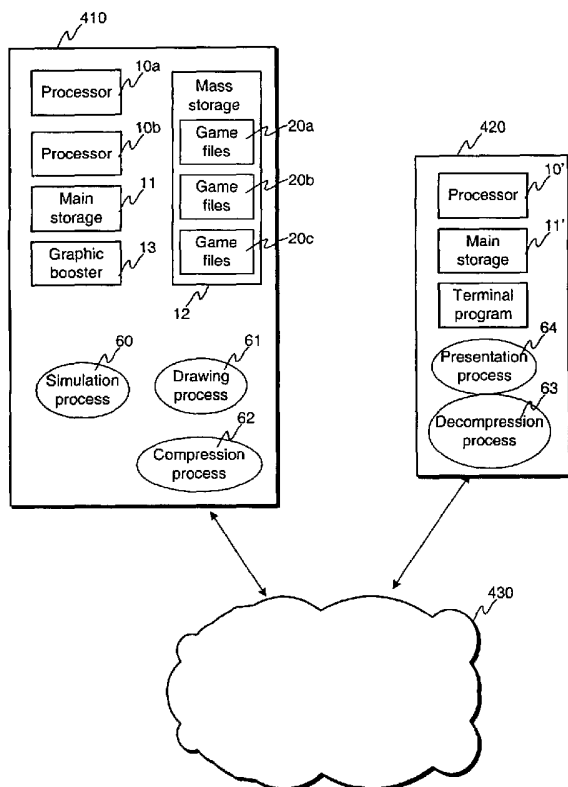 410
Processor
10a
Processor
10b
Main
storage
11
Graphic
booster
13
Mass
storage
Game
files
20a
Game
files
20b
Game
files
20c
12
60
Simulation
process
61
Drawing
process
62
Compression
process
420
Processor
10'
Main
storage
11'
Terminal
program
64
Presentation
process
63
Decompression
process
430